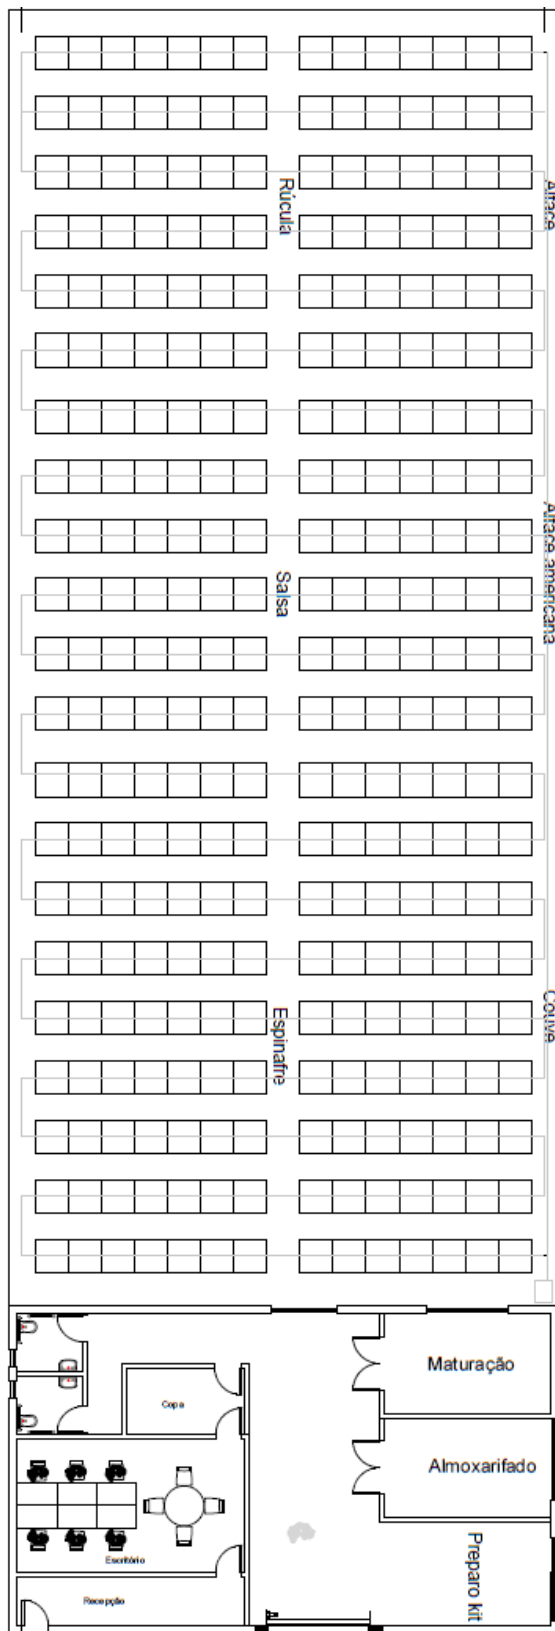 Alface
Rúcula
Alface americana
Salsa
Couve
Espinafre
Maturação
Copa
Almoxarifado
Escritório
Preparo kit
Recepção